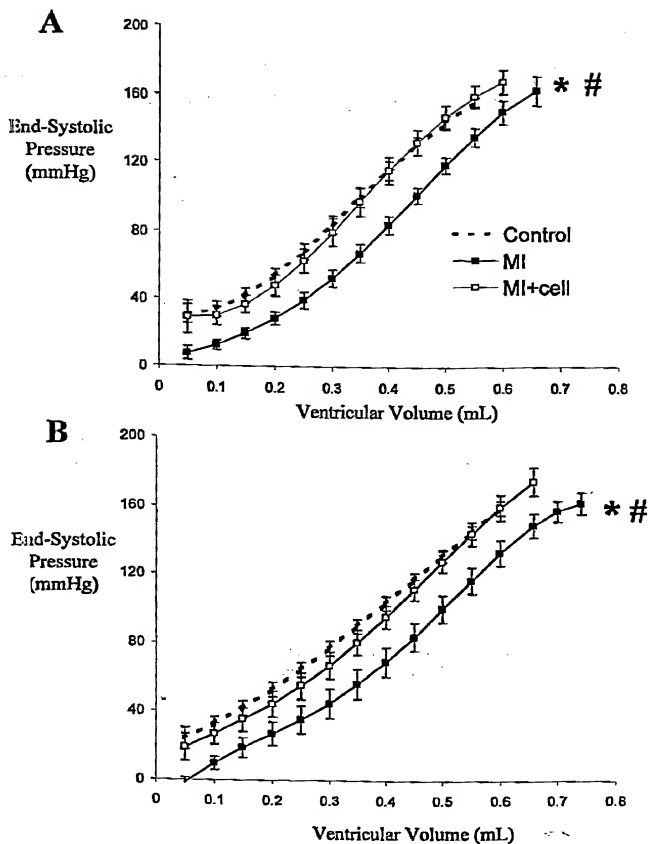 A
200
160
120
80
40
0
End-Systolic
Pressure
(mmHg)
* #
Control
MI
MI+cell
0 0.1 0.2 0.3 0.4 0.5 0.6 0.7 0.8
Ventricular Volume (mL)
B
200
160
120
80
40
0
End-Systolic
Pressure
(mmHg)
* #
0 0.1 0.2 0.3 0.4 0.5 0.6 0.7 0.8
Ventricular Volume (mL)